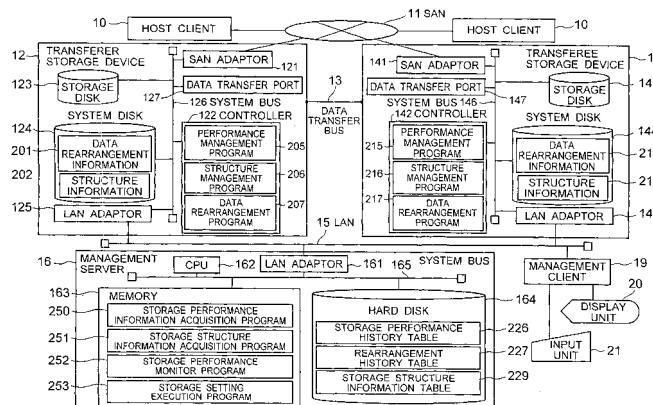 11 SAN
10 HOST CLIENT
HOST CLIENT 10
12 TRANSFERER STORAGE DEVICE
SAN ADAPTOR
121
123 STORAGE DISK
127 DATA TRANSFER PORT
126 SYSTEM BUS
122 CONTROLLER
124 SYSTEM DISK
201 DATA REARRANGEMENT INFORMATION
202 STRUCTURE INFORMATION
125 LAN ADAPTOR
PERFORMANCE MANAGEMENT PROGRAM 205
STRUCTURE MANAGEMENT PROGRAM 206
DATA REARRANGEMENT PROGRAM 207
13
DATA TRANSFER BUS
TRANSFEREE STORAGE DEVICE
141 SAN ADAPTOR
DATA TRANSFER PORT
147
STORAGE DISK
SYSTEM BUS 146
142 CONTROLLER
SYSTEM DISK
215 PERFORMANCE MANAGEMENT PROGRAM
216 STRUCTURE MANAGEMENT PROGRAM
217 DATA REARRANGEMENT PROGRAM
DATA REARRANGEMENT INFORMATION
STRUCTURE INFORMATION
LAN ADAPTOR
15 LAN
16 MANAGEMENT SERVER
CPU 162
LAN ADAPTOR 161
SYSTEM BUS
165
163 MEMORY
250 STORAGE PERFORMANCE INFORMATION ACQUISITION PROGRAM
251 STORAGE STRUCTURE INFORMATION ACQUISITION PROGRAM
252 STORAGE PERFORMANCE MONITOR PROGRAM
253 STORAGE SETTING EXECUTION PROGRAM
164
HARD DISK
STORAGE PERFORMANCE HISTORY TABLE 226
REARRANGEMENT HISTORY TABLE 227
STORAGE STRUCTURE INFORMATION TABLE 229
MANAGEMENT CLIENT 19
20
DISPLAY UNIT
INPUT UNIT 21